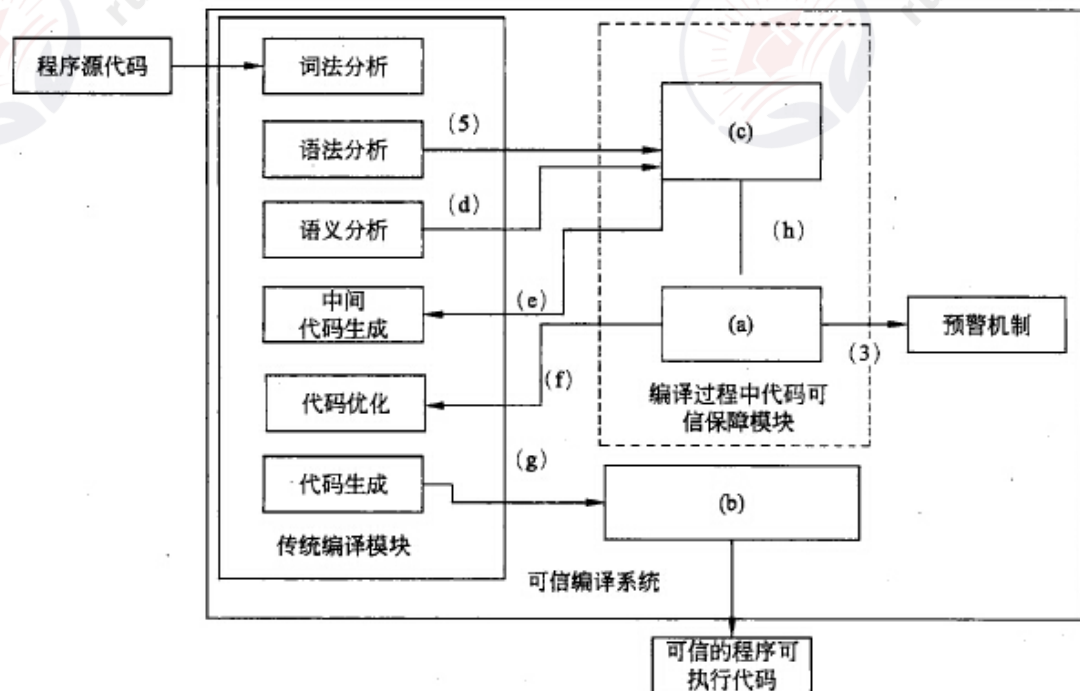 程序源代码
词法分析
语法分析
(5)
(c)
语义分析
(d)
(h)
中间
代码生成
(e)
(a)
(3)
预警机制
代码优化
(f)
编译过程中代码可
信保障模块
代码生成
(g)
(b)
传统编译模块
可信编译系统
可信的程序可
执行代码